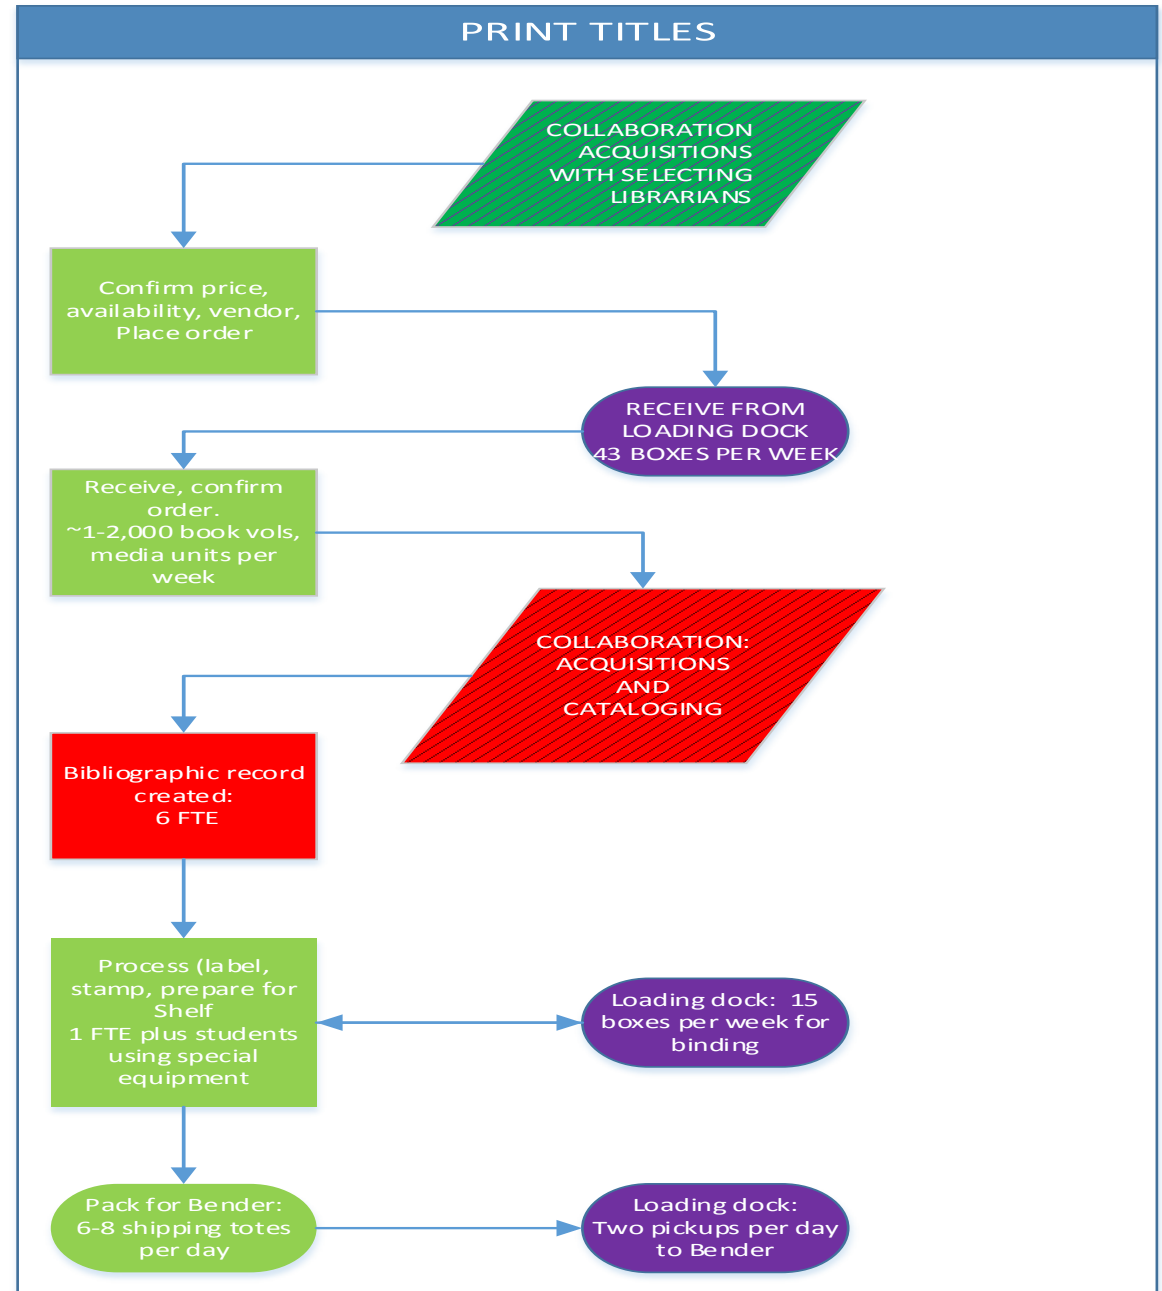 PRINT TITLES
COLLABORATION
ACQUISITIONS
WITH SELECTING
LIBRARIANS
Confirm price,
availability, vendor,
Place order
RECEIVE FROM
LOADING DOCK
43 BOXES PER WEEK
Receive, confirm
order.
~1-2,000 book vols,
media units per
week
COLLABORATION:
ACQUISITIONS
AND
CATALOGING
Bibliographic record
created:
6 FTE
Process (label,
stamp, prepare for
Shelf
1 FTE plus students
using special
equipment
Loading dock: 15
boxes per week for
binding
Pack for Bender:
6-8 shipping totes
per day
Loading dock:
Two pickups per day
to Bender